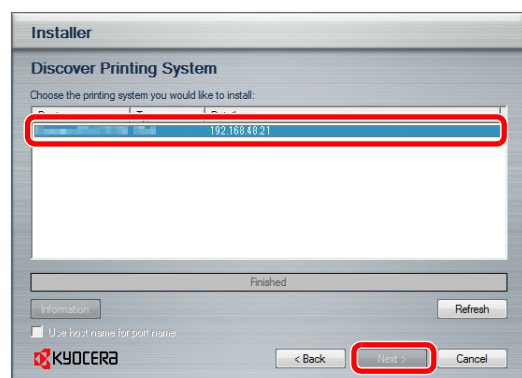 Installer
Discover Printing System
Choose the printing system you would like to install:
192.168.48.21
Finished
Information
Refresh
Use host name for port name
KYOCERA
< Back
Next >
Cancel